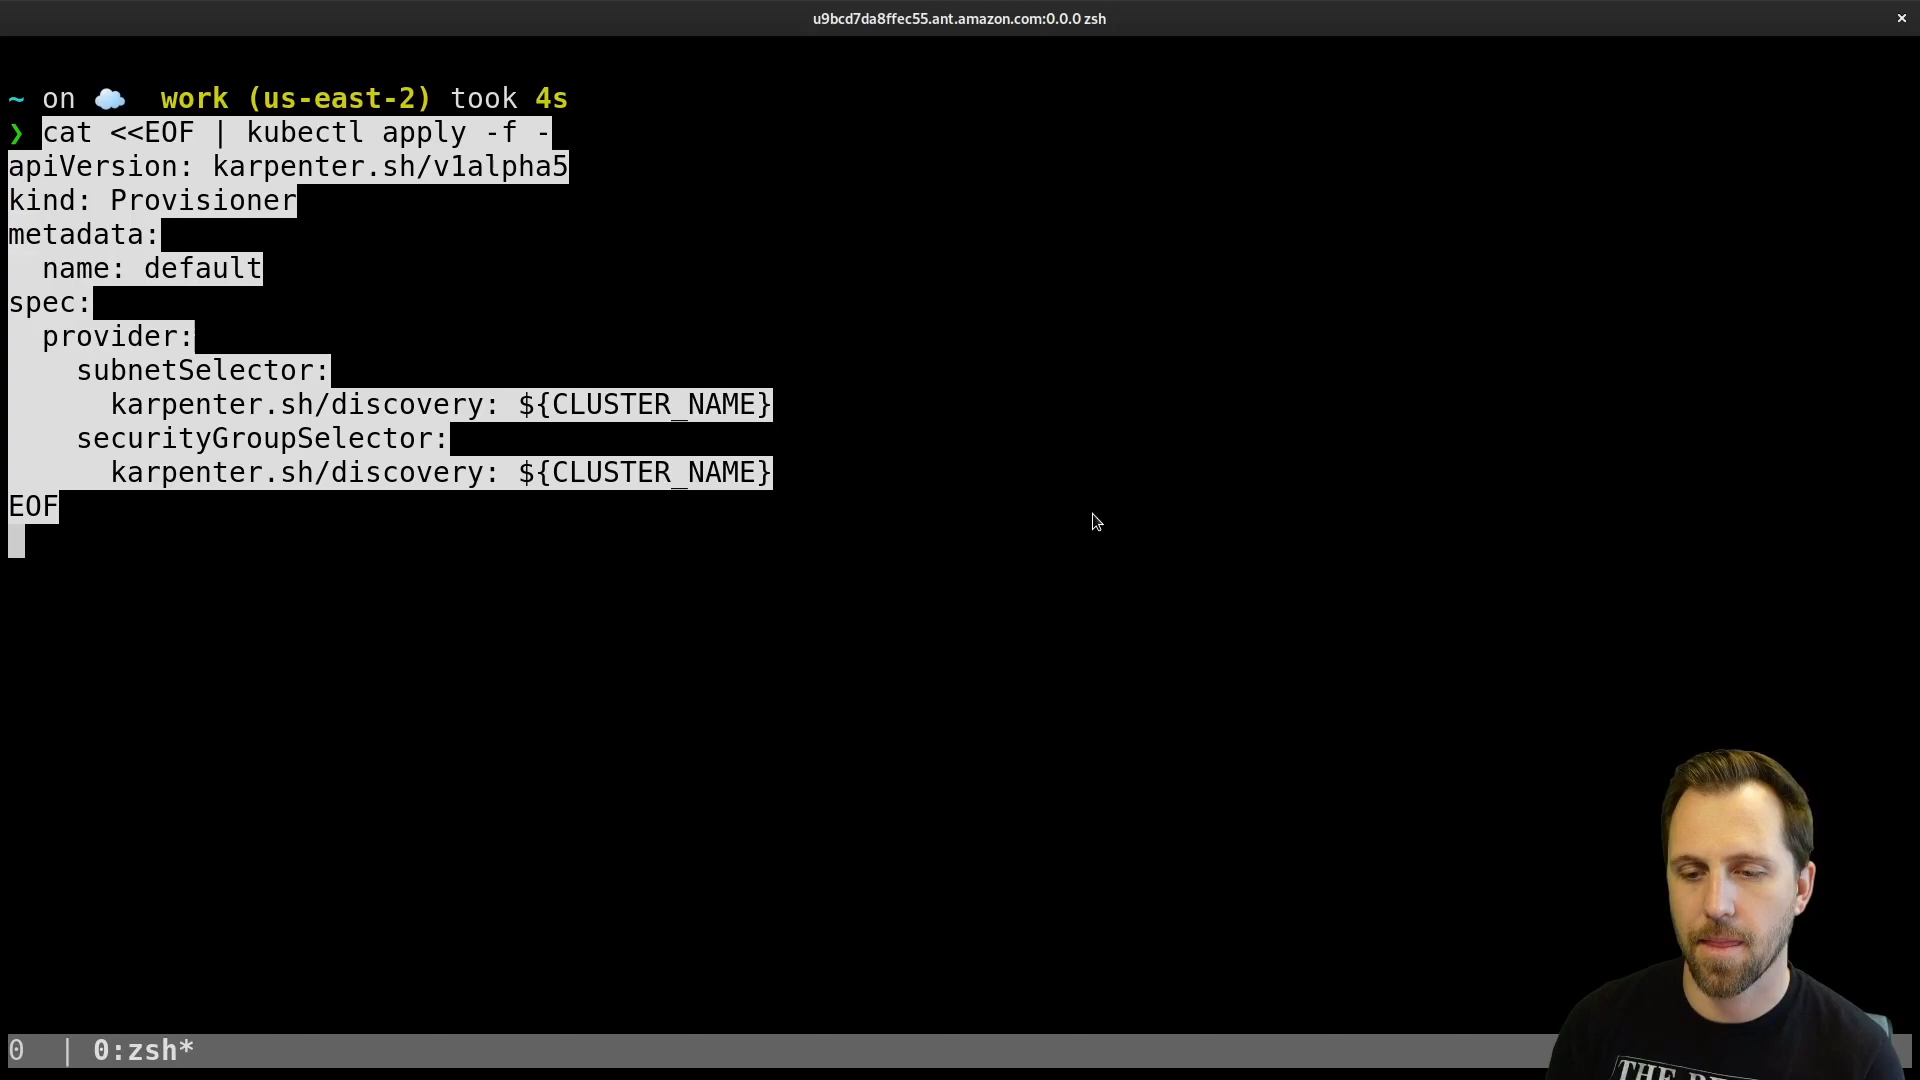 u9bcd7da8ffec55.ant.amazon.com:0.0.0 zsh
~ on work (us-east-2) took 4s
❯ cat <<EOF | kubectl apply -f -
apiVersion: karpenter.sh/v1alpha5
kind: Provisioner
metadata:
  name: default
spec:
  provider:
    subnetSelector:
      karpenter.sh/discovery: ${CLUSTER_NAME}
    securityGroupSelector:
      karpenter.sh/discovery: ${CLUSTER_NAME}
EOF
0 | 0:zsh*
THE